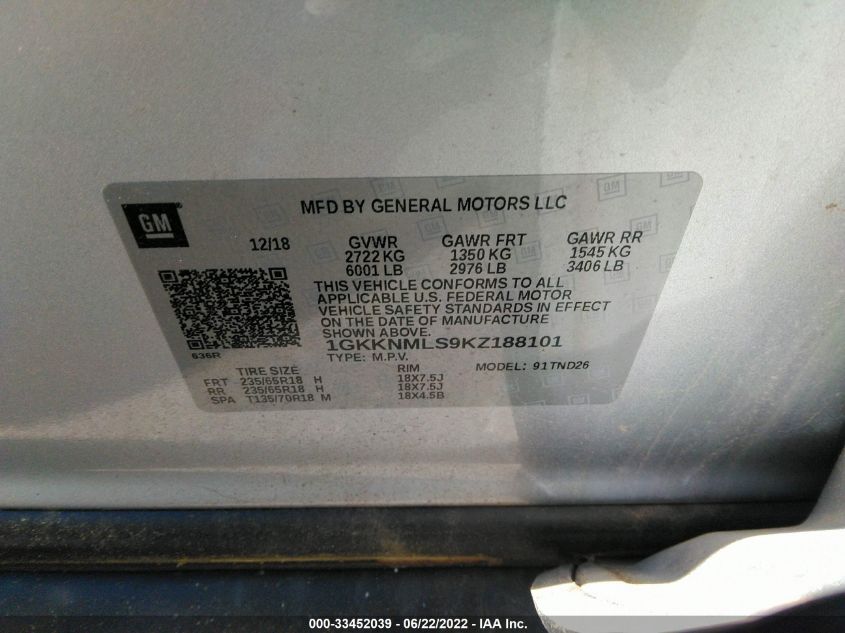 GM
MFD BY GENERAL MOTORS LLC
12/18 GVWR GAWR FRT GAWR RR
2722 KG 1350 KG 1545 KG
6001 LB 2976 LB 3406 LB
THIS VEHICLE CONFORMS TO ALL
APPLICABLE U.S. FEDERAL MOTOR
VEHICLE SAFETY STANDARDS IN EFFECT
ON THE DATE OF MANUFACTURE
SHOWN ABOVE.
636R
1GKKNMLS9KZ188101
TYPE: M.P.V. MODEL: 91TND26
TIRE SIZE RIM
FRT 235/65R18 H 18X7.5J
RR 235/65R18 H 18X7.5J
SPA T135/70R18 M 18X4.5B
000-33452039 - 06/22/2022 - IAA Inc.